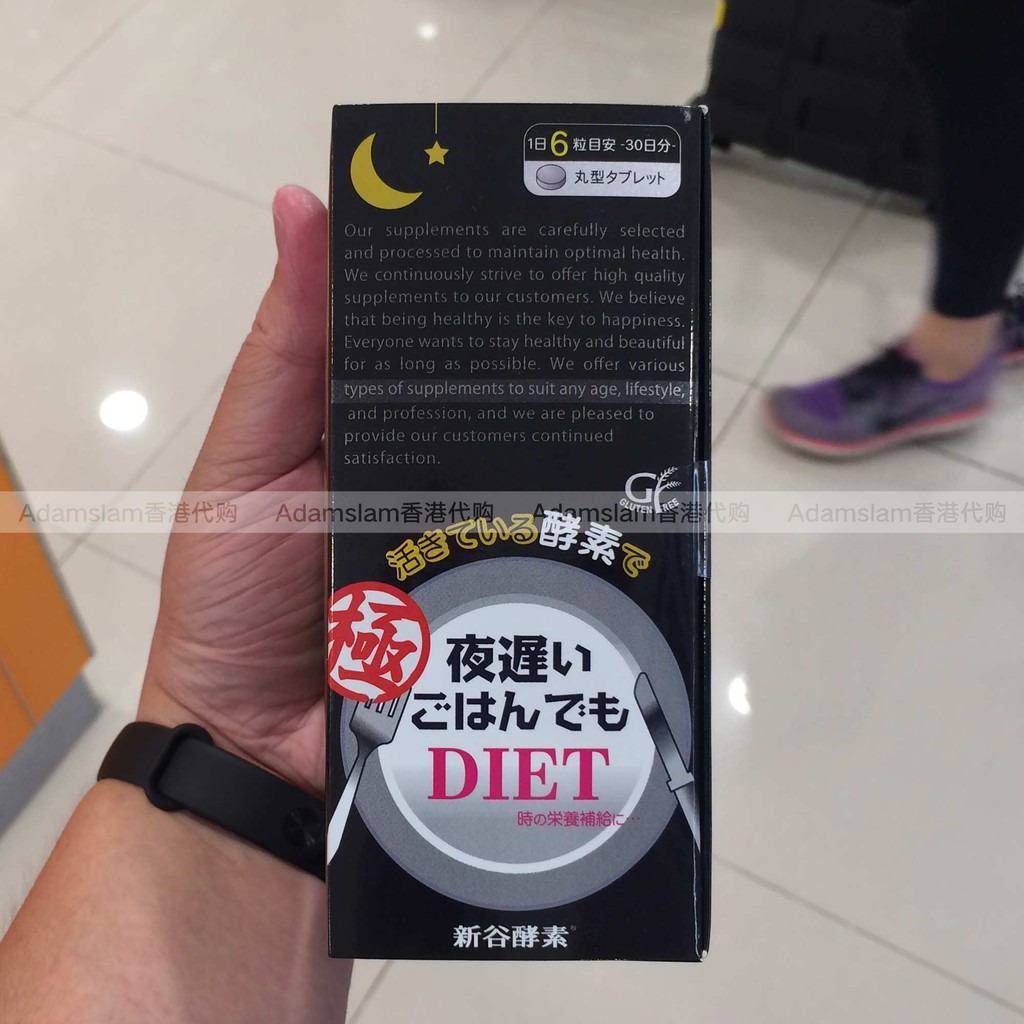 1日6粒目安 -30日分-
丸型タブレット
Our supplements are carefully selected
and processed to maintain optimal health.
We continuously strive to offer high quality
supplements to our customers. We believe
that being healthy is the key to happiness.
Everyone wants to stay healthy and beautiful
for as long as possible. We offer various
types of supplements to suit any age, lifestyle,
and profession, and we are pleased to
provide our customers continued
satisfaction.
GLUTEN FREE
Adamslam香港代购 Adamslam香港代购 Adamslam香港代购 Adamslam香港代购
活きている酵素で
極
夜遅い
ごはんでも
DIET
時の栄養補給に…
新谷酵素